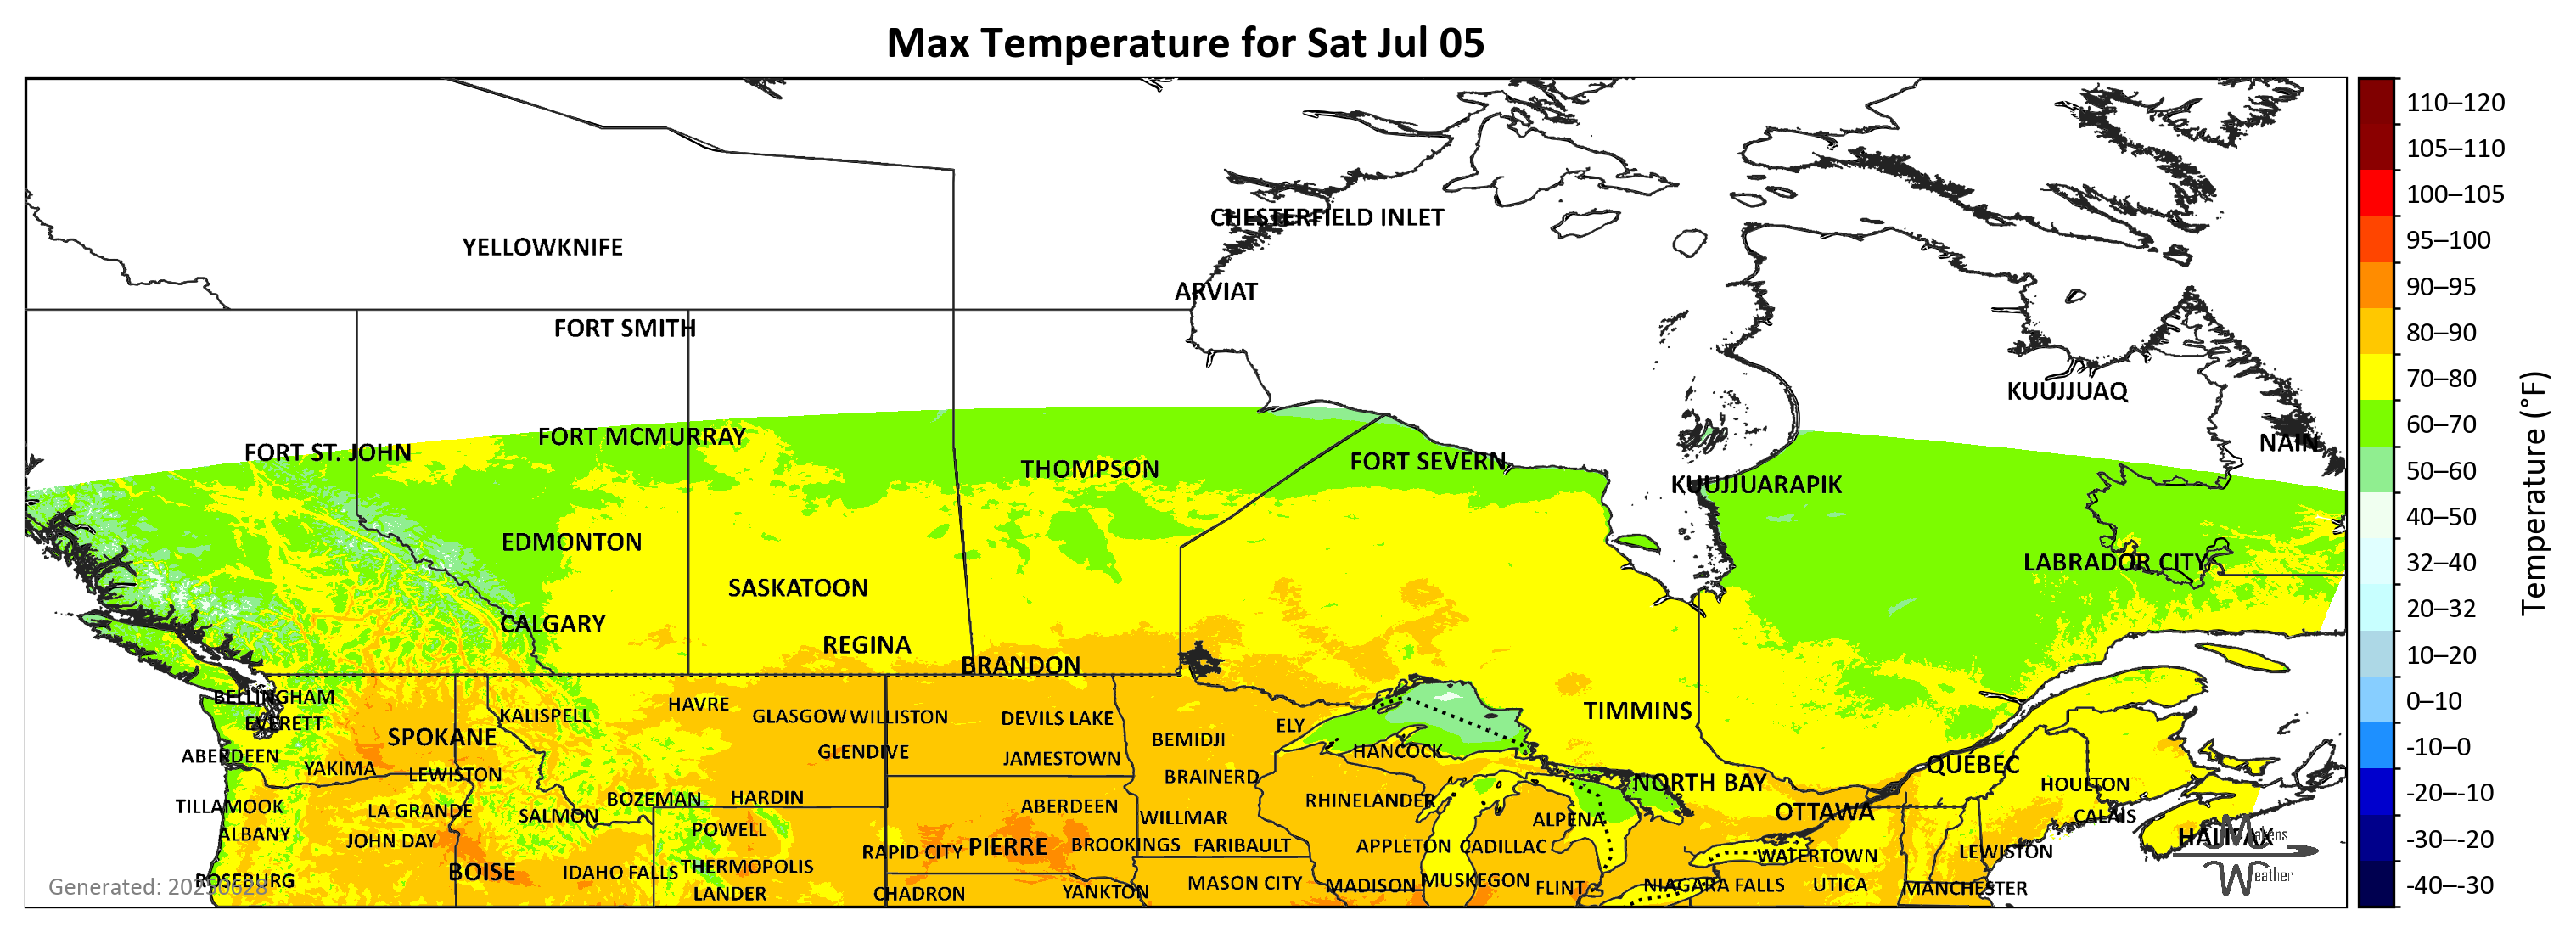 Max Temperature for Sat Jul 05
YELLOWKNIFE
CHESTERFIELD INLET
ARVIAT
FORT SMITH
KUUJJUAQ
FORT ST. JOHN
FORT MCMURRAY
THOMPSON
FORT SEVERN
KUUJJUARAPIK
NAIN
EDMONTON
LABRADOR CITY
SASKATOON
CALGARY
REGINA
BRANDON
BELLINGHAM
EVERETT
KALISPELL
HAVRE
GLASGOW
WILLISTON
DEVILS LAKE
ELY
TIMMINS
SPOKANE
ABERDEEN
YAKIMA
LEWISTON
GLENDIVE
JAMESTOWN
BEMIDJI
BRAINERD
HANCOCK
NORTH BAY
QUÉBEC
HOULTON
TILLAMOOK
LA GRANDE
SALMON
BOZEMAN
HARDIN
ABERDEEN
WILLMAR
RHINELANDER
ALPENA
OTTAWA
CALAIS
ALBANY
JOHN DAY
POWELL
RAPID CITY
PIERRE
BROOKINGS
FARIBAULT
APPLETON
CADILLAC
WATERTOWN
LEWISTON
HALIFAX
ROSEBURG
BOISE
IDAHO FALLS
THERMOPOLIS
LANDER
CHADRON
YANKTON
MASON CITY
MADISON
MUSKEGON
FLINT
NIAGARA FALLS
UTICA
MANCHESTER
Generated: 20250628
Makens
Weather
110–120
105–110
100–105
95–100
90–95
80–90
70–80
60–70
50–60
40–50
32–40
20–32
10–20
0–10
-10–0
-20–-10
-30–-20
-40–-30
Temperature (°F)